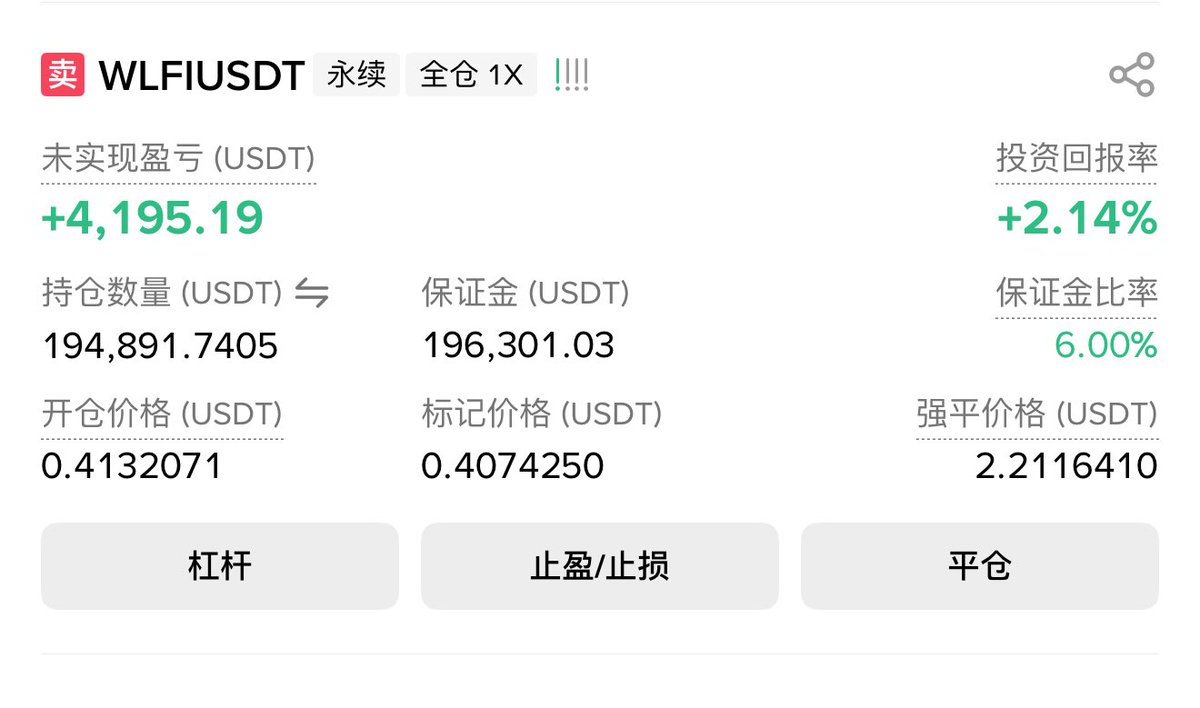 卖 WLFIUSDT 永续 全仓 1X
未实现盈亏 (USDT) 投资回报率
+4,195.19 +2.14%
持仓数量 (USDT) 保证金 (USDT) 保证金比率
194,891.7405 196,301.03 6.00%
开仓价格 (USDT) 标记价格 (USDT) 强平价格 (USDT)
0.4132071 0.4074250 2.2116410
杠杆 止盈/止损 平仓